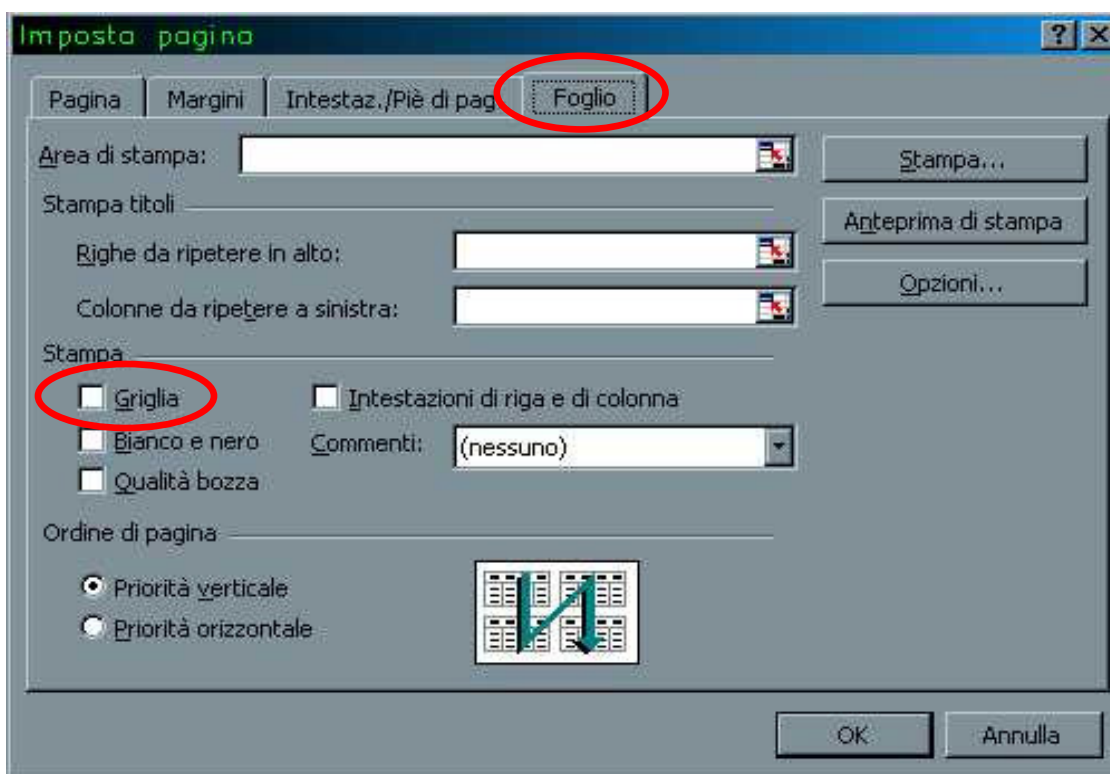 Imposta pagina
Pagina Margini Intestaz./Piè di pag Foglio
Area di stampa:
Stampa...
Stampa titoli
Anteprima di stampa
Righe da ripetere in alto:
Opzioni...
Colonne da ripetere a sinistra:
Stampa
Griglia Intestazioni di riga e di colonna
Bianco e nero Commenti: (nessuno)
Qualità bozza
Ordine di pagina
Priorità verticale
Priorità orizzontale
OK Annulla